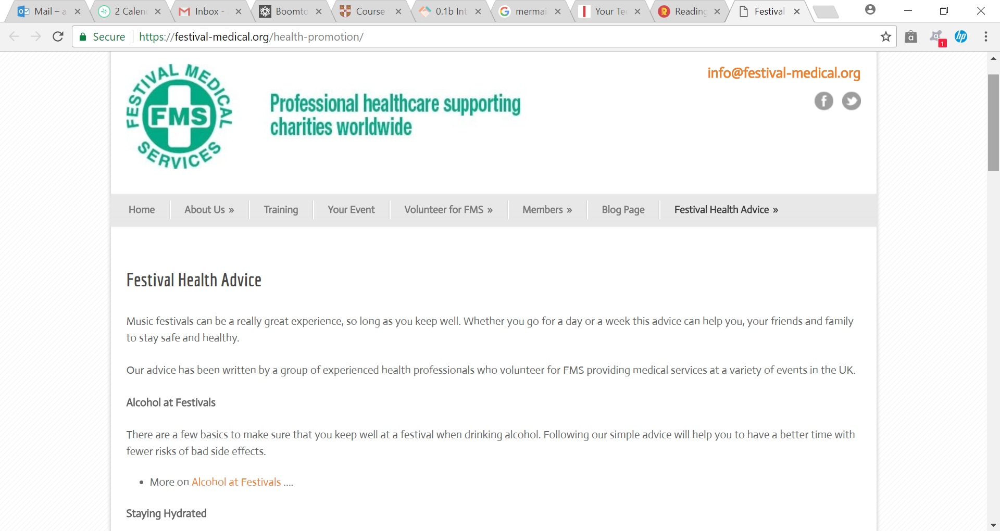 Mail – a
2 Calen
Inbox -
Boomto
Course
0.1b Int
mermai
Your Tee
Reading
Festival
Secure
https://festival-medical.org/health-promotion/
a
1
hp
FESTIVAL MEDICAL
FMS
SERVICES
Professional healthcare supporting
charities worldwide
info@festival-medical.org
Home
About Us »
Training
Your Event
Volunteer for FMS »
Members »
Blog Page
Festival Health Advice »
Festival Health Advice
Music festivals can be a really great experience, so long as you keep well. Whether you go for a day or a week this advice can help you, your friends and family
to stay safe and healthy.
Our advice has been written by a group of experienced health professionals who volunteer for FMS providing medical services at a variety of events in the UK.
Alcohol at Festivals
There are a few basics to make sure that you keep well at a festival when drinking alcohol. Following our simple advice will help you to have a better time with
fewer risks of bad side effects.
• More on Alcohol at Festivals ....
Staying Hydrated